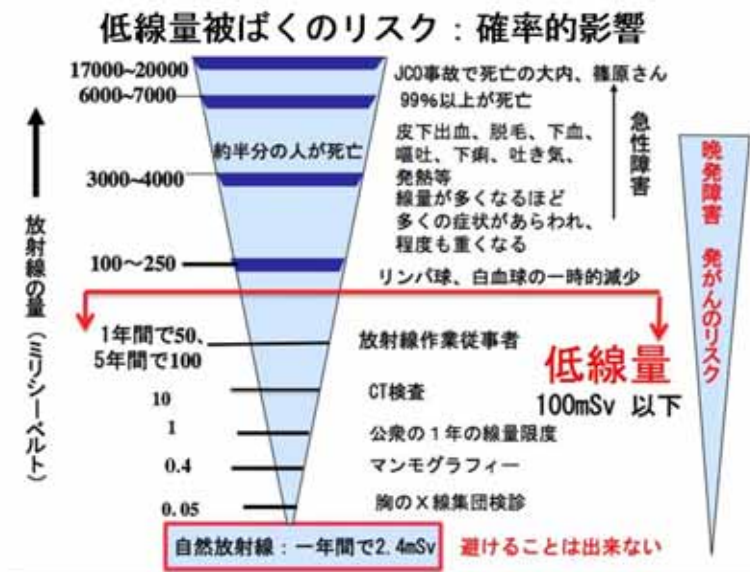 低線量被ばくのリスク：確率的影響
17000~20000
JCO事故で死亡の大内、篠原さん
6000~7000
99%以上が死亡
約半分の人が死亡
皮下出血、脱毛、下血、
嘔吐、下痢、吐き気、
発熱等
線量が多くなるほど
多くの症状があらわれ、
程度も重くなる
急性障害
3000~4000
100～250
リンパ球、白血球の一時的減少
放射線の量（ミリシーベルト）
晩発障害 発がんのリスク
1年間で50、
5年間で100
放射線作業従事者
低線量
100mSv 以下
10
CT検査
1
公衆の1年の線量限度
0.4
マンモグラフィー
0.05
胸のX線集団検診
自然放射線：一年間で2.4mSv
避けることは出来ない